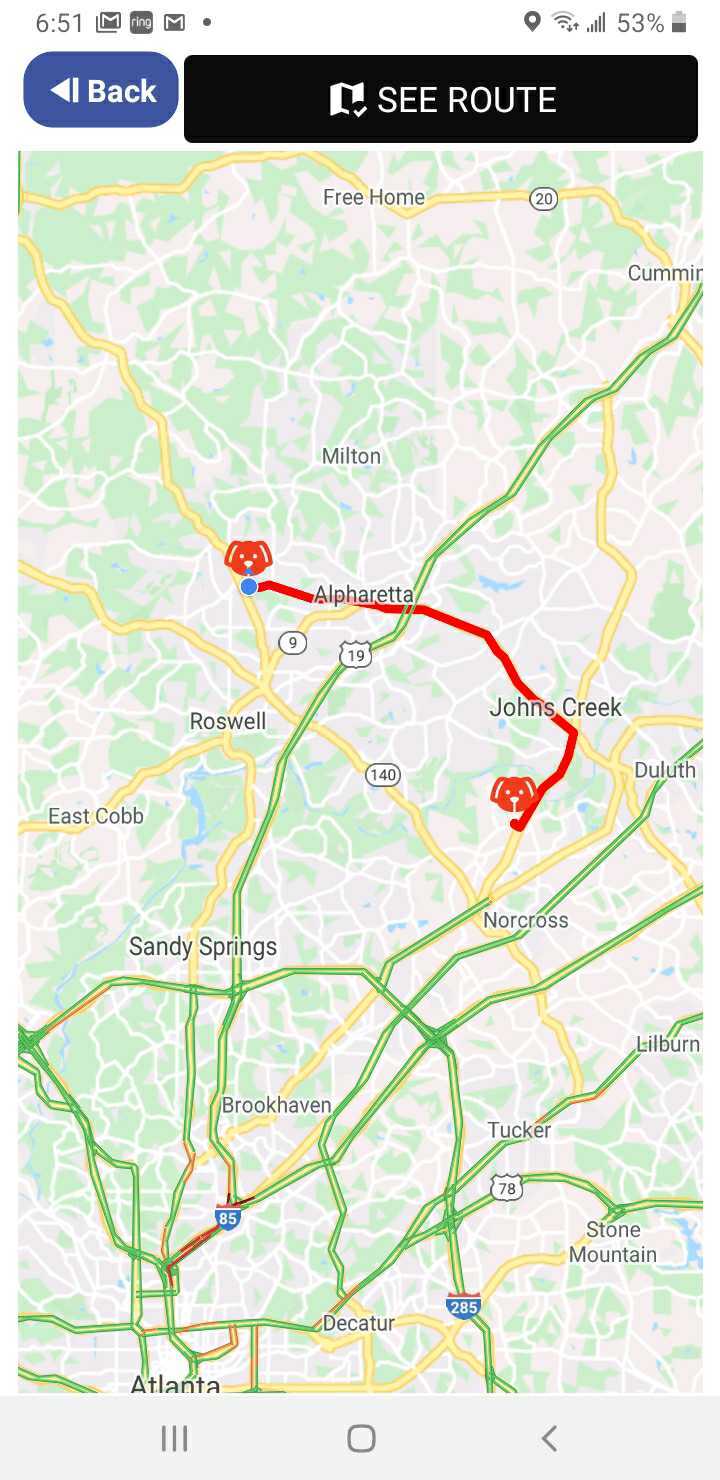 6:51 ring 53%
Back SEE ROUTE
Free Home
20
Cummin
Milton
Alpharetta
9
19
Johns Creek
Roswell
140
Duluth
East Cobb
Norcross
Sandy Springs
Lilburn
Brookhaven
Tucker
78
85
Stone
Mountain
285
Decatur
Atlanta